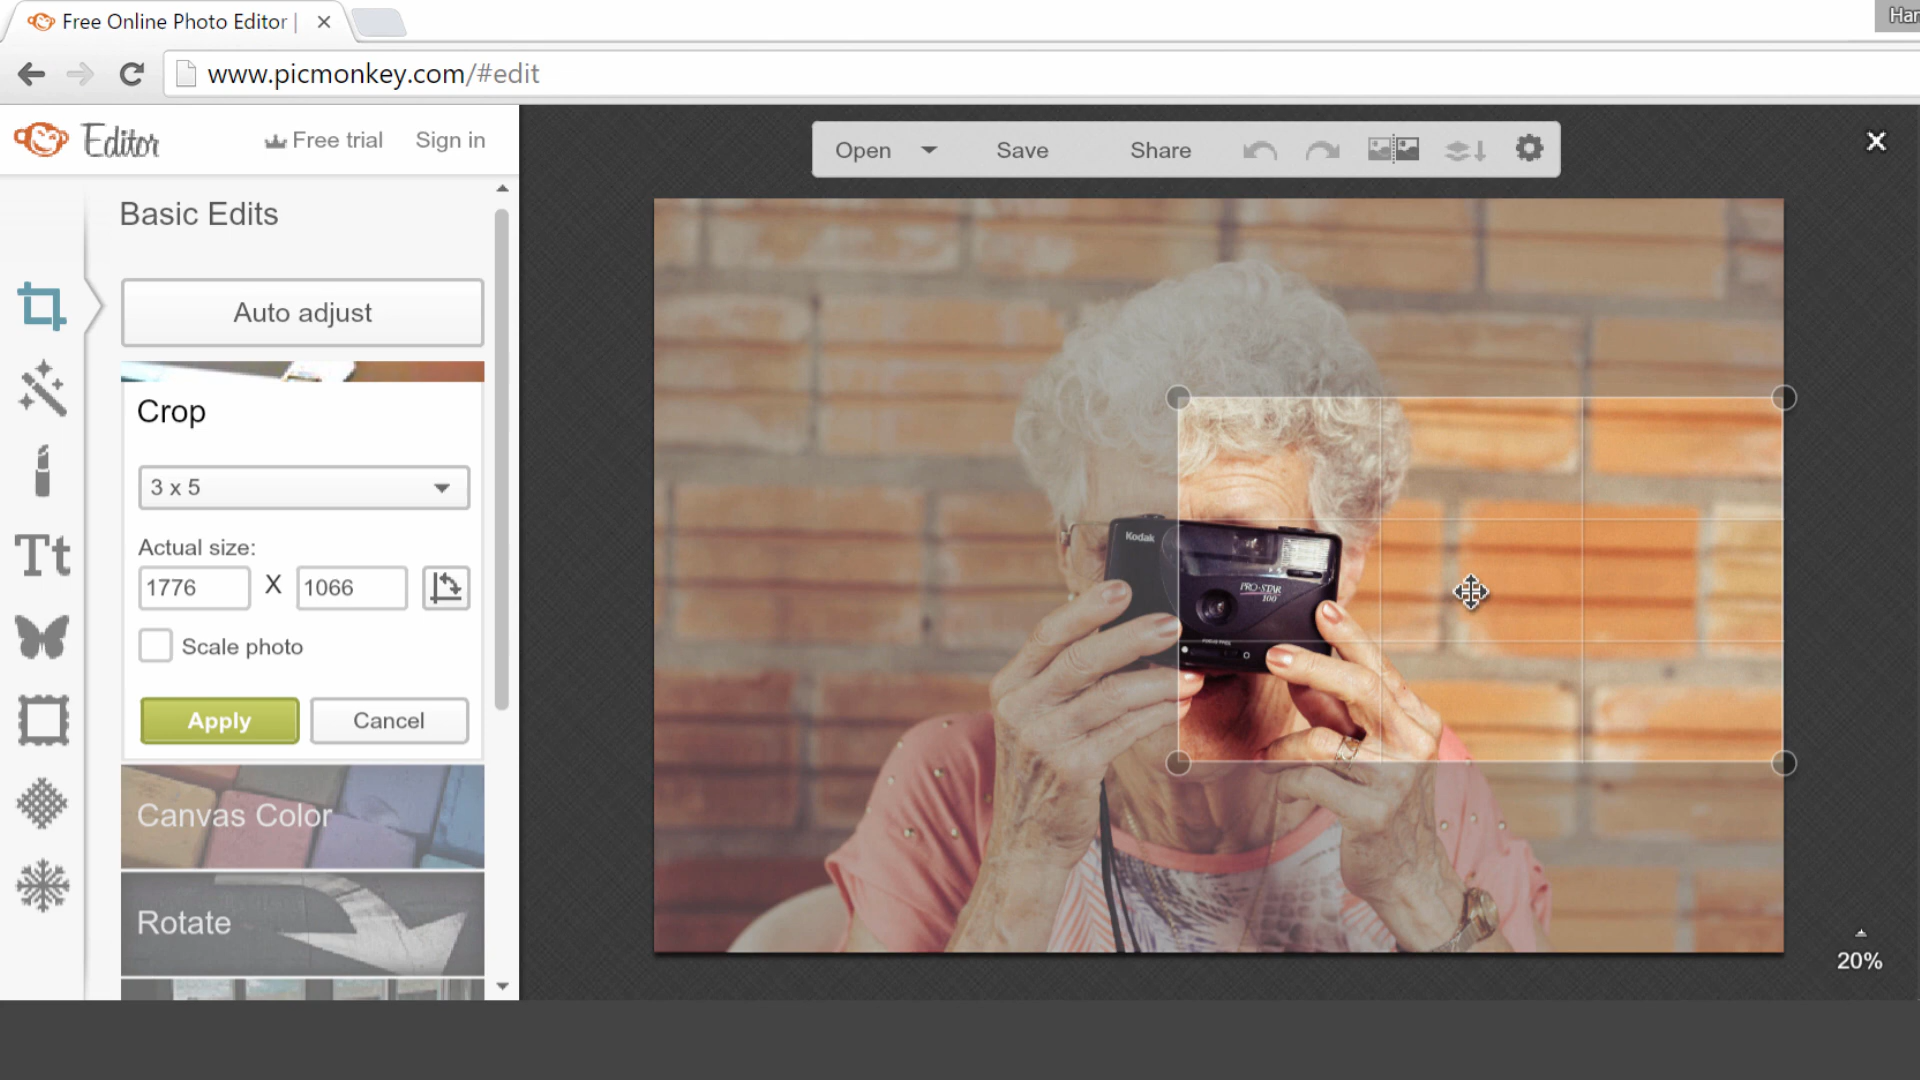 Free Online Photo Editor |
Har
www.picmonkey.com/#edit
Editor
Free trial
Sign in
Open
Save
Share
Basic Edits
Auto adjust
Crop
3 x 5
Actual size:
1776 X 1066
Scale photo
Apply
Cancel
Canvas Color
Rotate
Kodak
PRO-STAR
100
20%